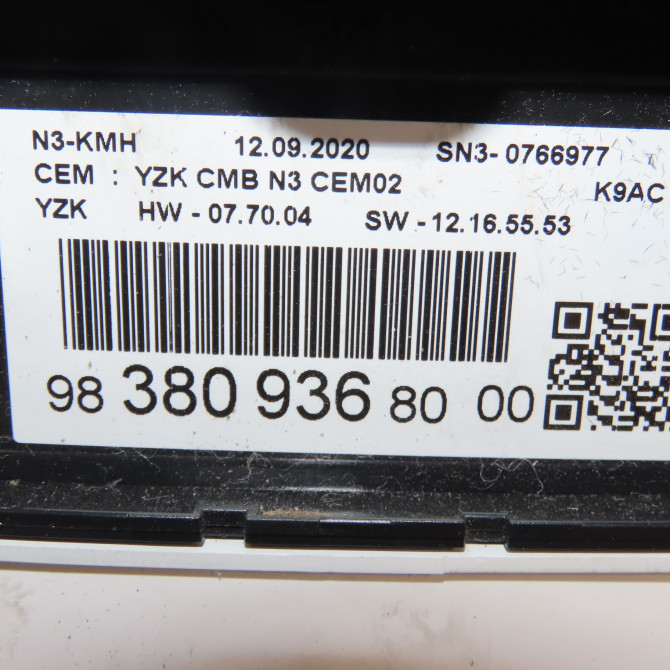 N3-KMH 12.09.2020 SN3- 0766977
CEM : YZK CMB N3 CEM02 K9AC
YZK HW - 07.70.04 SW - 12.16.55.53
98 380 936 80 00